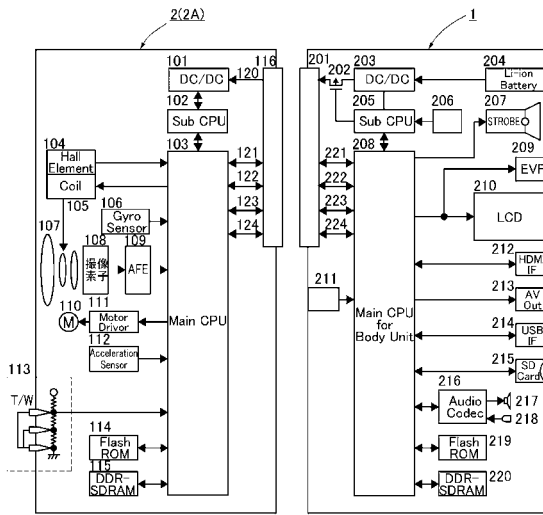 2(2A)
1
101
DC/DC
120
116
102
Sub CPU
104
103
Hall
Element
Coil
105
106
Gyro
Sensor
107
108
109
撮像
素子
AFE
110
M
111
Motor
Drivor
112
Acceleration
Sensor
Main CPU
121
122
123
124
113
T/W
114
Flash
ROM
115
DDR-
SDRAM
201
202
203
DC/DC
204
Li-ion
Battery
205
Sub CPU
206
207
STROBE
208
209
EVF
210
LCD
221
222
223
224
211
Main CPU
for
Body Unit
212
HDMI
IF
213
AV
Out
214
USB
IF
215
SD
Card
216
Audio
Codec
217
218
Flash
ROM
219
DDR-
SDRAM
220